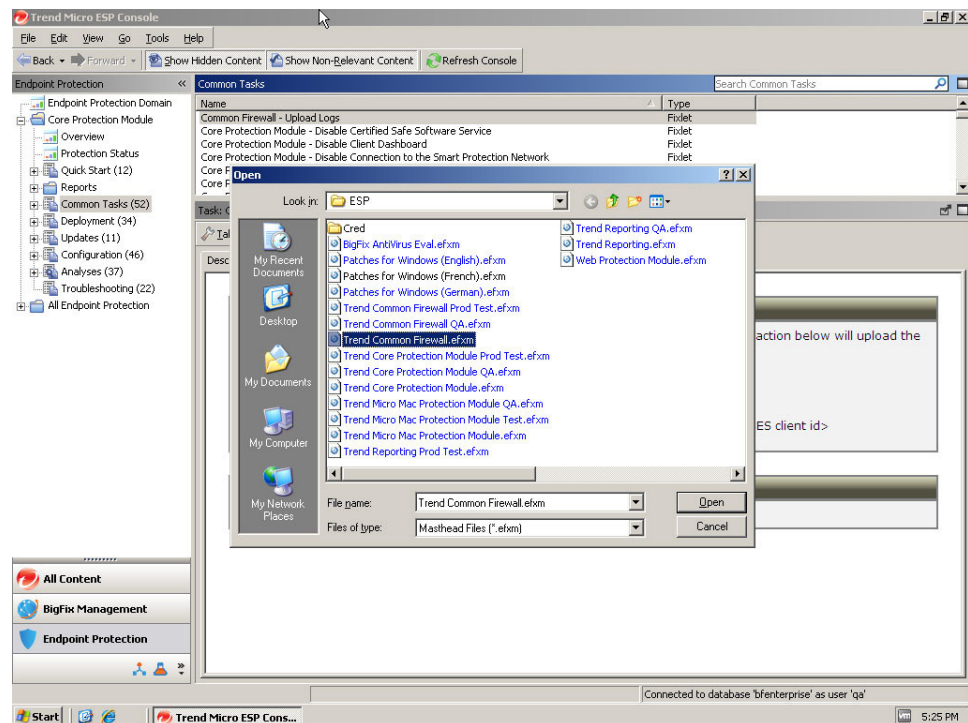 Trend Micro ESP Console
File Edit View Go Tools Help
Back Forward Show Hidden Content Show Non-Relevant Content Refresh Console
Endpoint Protection « Common Tasks Search Common Tasks
Endpoint Protection Domain
Core Protection Module
Overview
Protection Status
Quick Start (12)
Reports
Common Tasks (52)
Deployment (34)
Updates (11)
Configuration (46)
Analyses (37)
Troubleshooting (22)
All Endpoint Protection
Name Type
Common Firewall - Upload Logs Fixlet
Core Protection Module - Disable Certified Safe Software Service Fixlet
Core Protection Module - Disable Client Dashboard Fixlet
Core Protection Module - Disable Connection to the Smart Protection Network Fixlet
Core
Core
Task:
Desc
action below will upload the
ES client id>
Open
Look in: ESP
My Recent Documents
Desktop
My Documents
My Computer
My Network Places
Cred
BigFix AntiVirus Eval.efxm
Patches for Windows (English).efxm
Patches for Windows (French).efxm
Patches for Windows (German).efxm
Trend Common Firewall Prod Test.efxm
Trend Common Firewall QA.efxm
Trend Common Firewall.efxm
Trend Core Protection Module Prod Test.efxm
Trend Core Protection Module QA.efxm
Trend Core Protection Module.efxm
Trend Micro Mac Protection Module QA.efxm
Trend Micro Mac Protection Module Test.efxm
Trend Micro Mac Protection Module.efxm
Trend Reporting Prod Test.efxm
Trend Reporting QA.efxm
Trend Reporting.efxm
Web Protection Module.efxm
File name: Trend Common Firewall.efxm Open
Files of type: Masthead Files (*.efxm) Cancel
All Content
BigFix Management
Endpoint Protection
Connected to database 'bfenterprise' as user 'qa'
Start Trend Micro ESP Cons... 5:25 PM